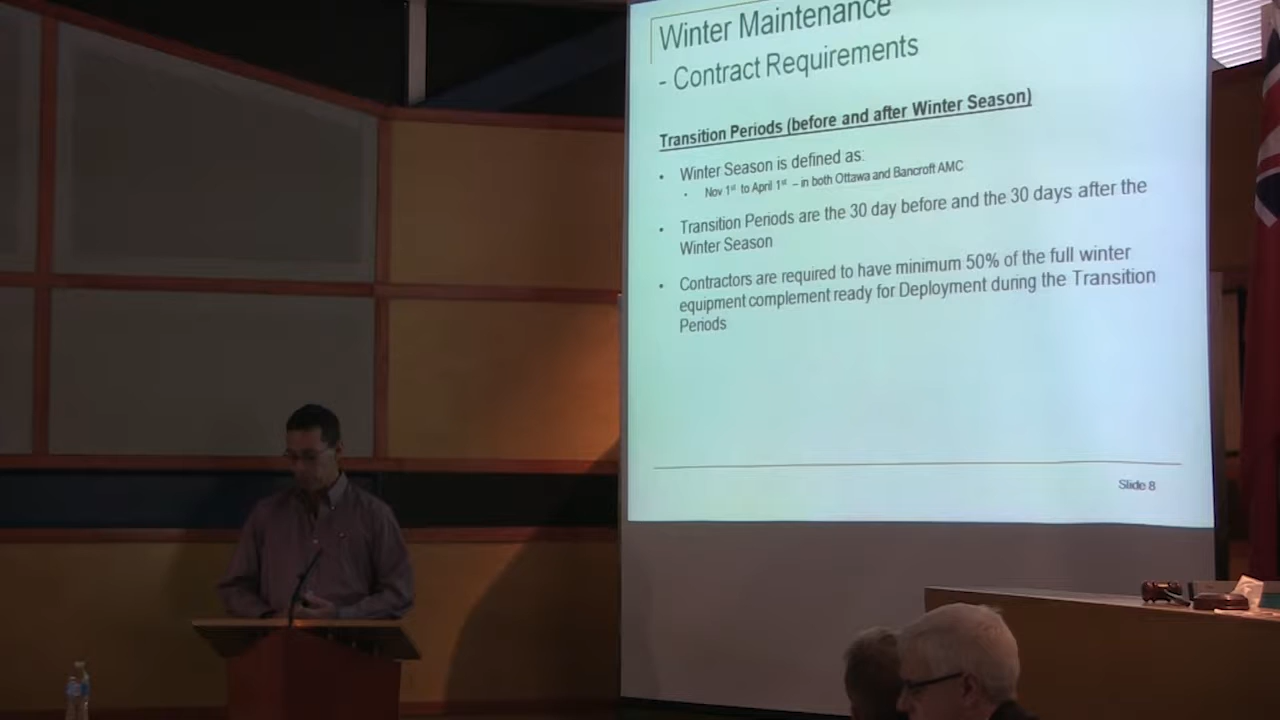 Winter Maintenance
- Contract Requirements
Transition Periods (before and after Winter Season)
• Winter Season is defined as:
• Nov 1st to April 1st – in both Ottawa and Bancroft AMC
• Transition Periods are the 30 day before and the 30 days after the
Winter Season
• Contractors are required to have minimum 50% of the full winter
equipment complement ready for Deployment during the Transition
Periods
Slide 8